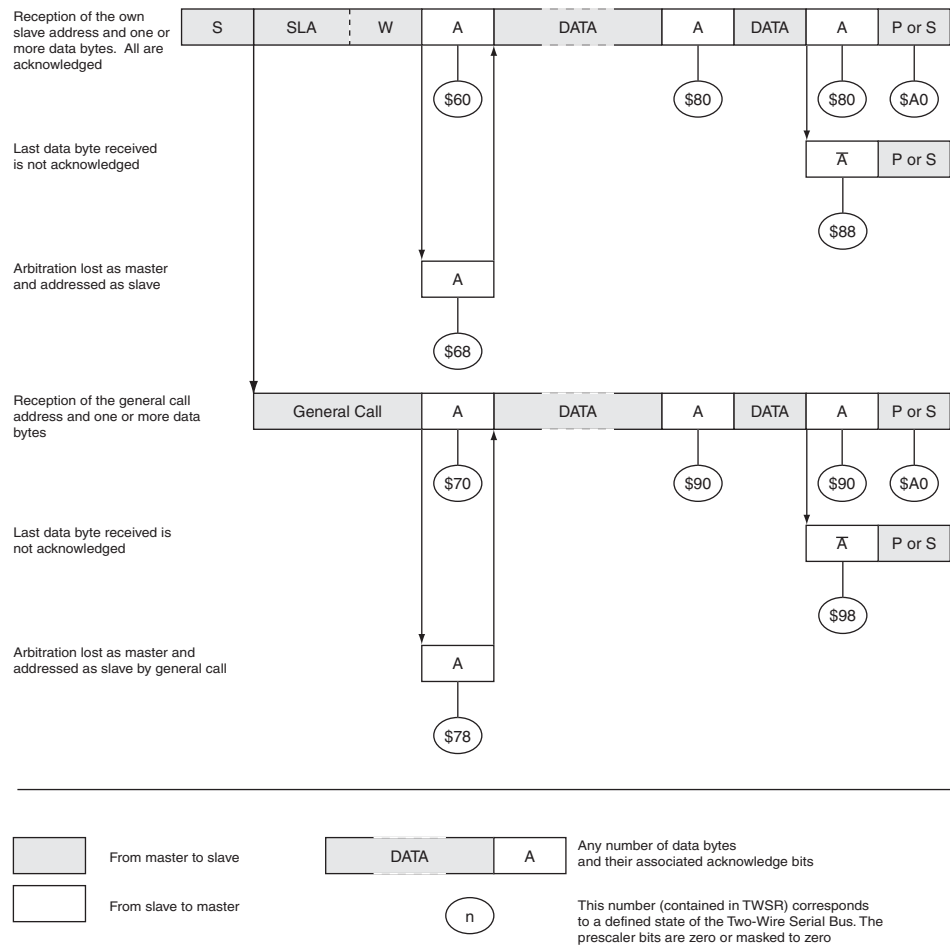 Reception of the own
slave address and one or
more data bytes. All are
acknowledged
S SLA W A DATA A DATA A P or S
$60 $80 $80 $A0
Last data byte received
is not acknowledged
A̅ P or S
$88
Arbitration lost as master
and addressed as slave
A
$68
Reception of the general call
address and one or more data
bytes
General Call A DATA A DATA A P or S
$70 $90 $90 $A0
Last data byte received is
not acknowledged
A̅ P or S
$98
Arbitration lost as master and
addressed as slave by general call
A
$78
From master to slave
DATA A
Any number of data bytes
and their associated acknowledge bits
From slave to master
n
This number (contained in TWSR) corresponds
to a defined state of the Two-Wire Serial Bus. The
prescaler bits are zero or masked to zero